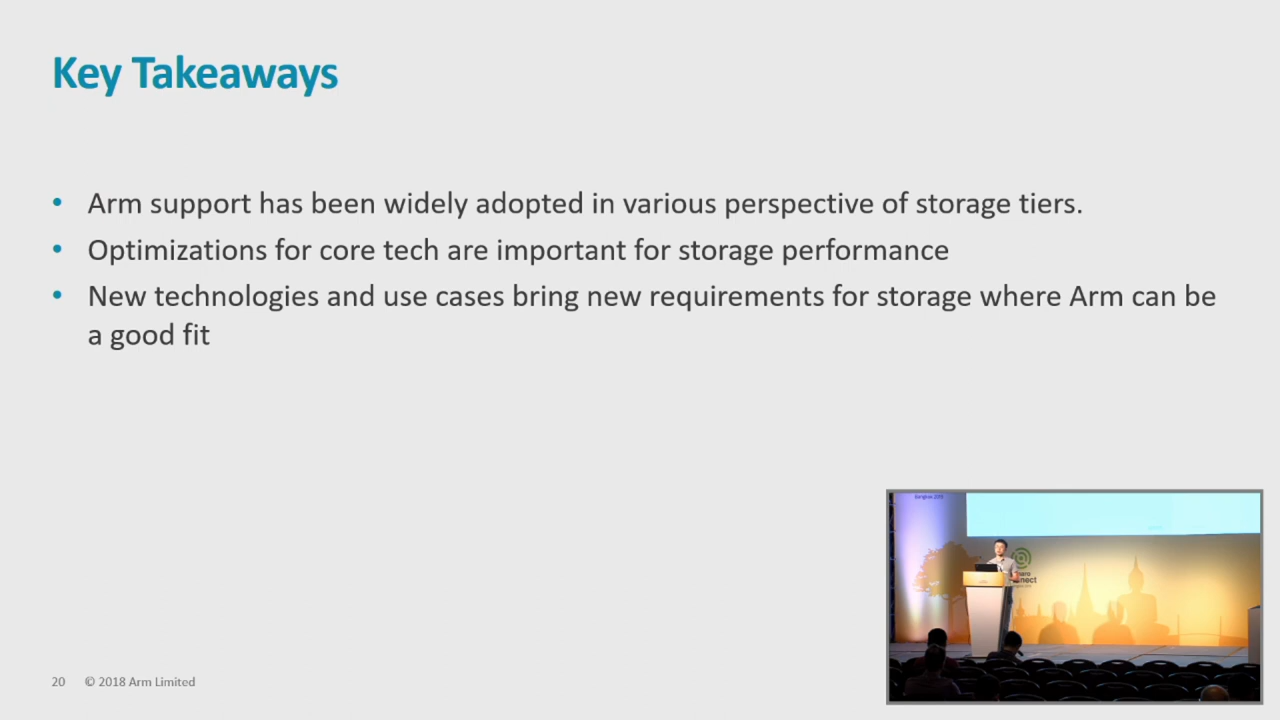 Key Takeaways
• Arm support has been widely adopted in various perspective of storage tiers.
• Optimizations for core tech are important for storage performance
• New technologies and use cases bring new requirements for storage where Arm can be
a good fit
Bangkok 2019
20 © 2018 Arm Limited